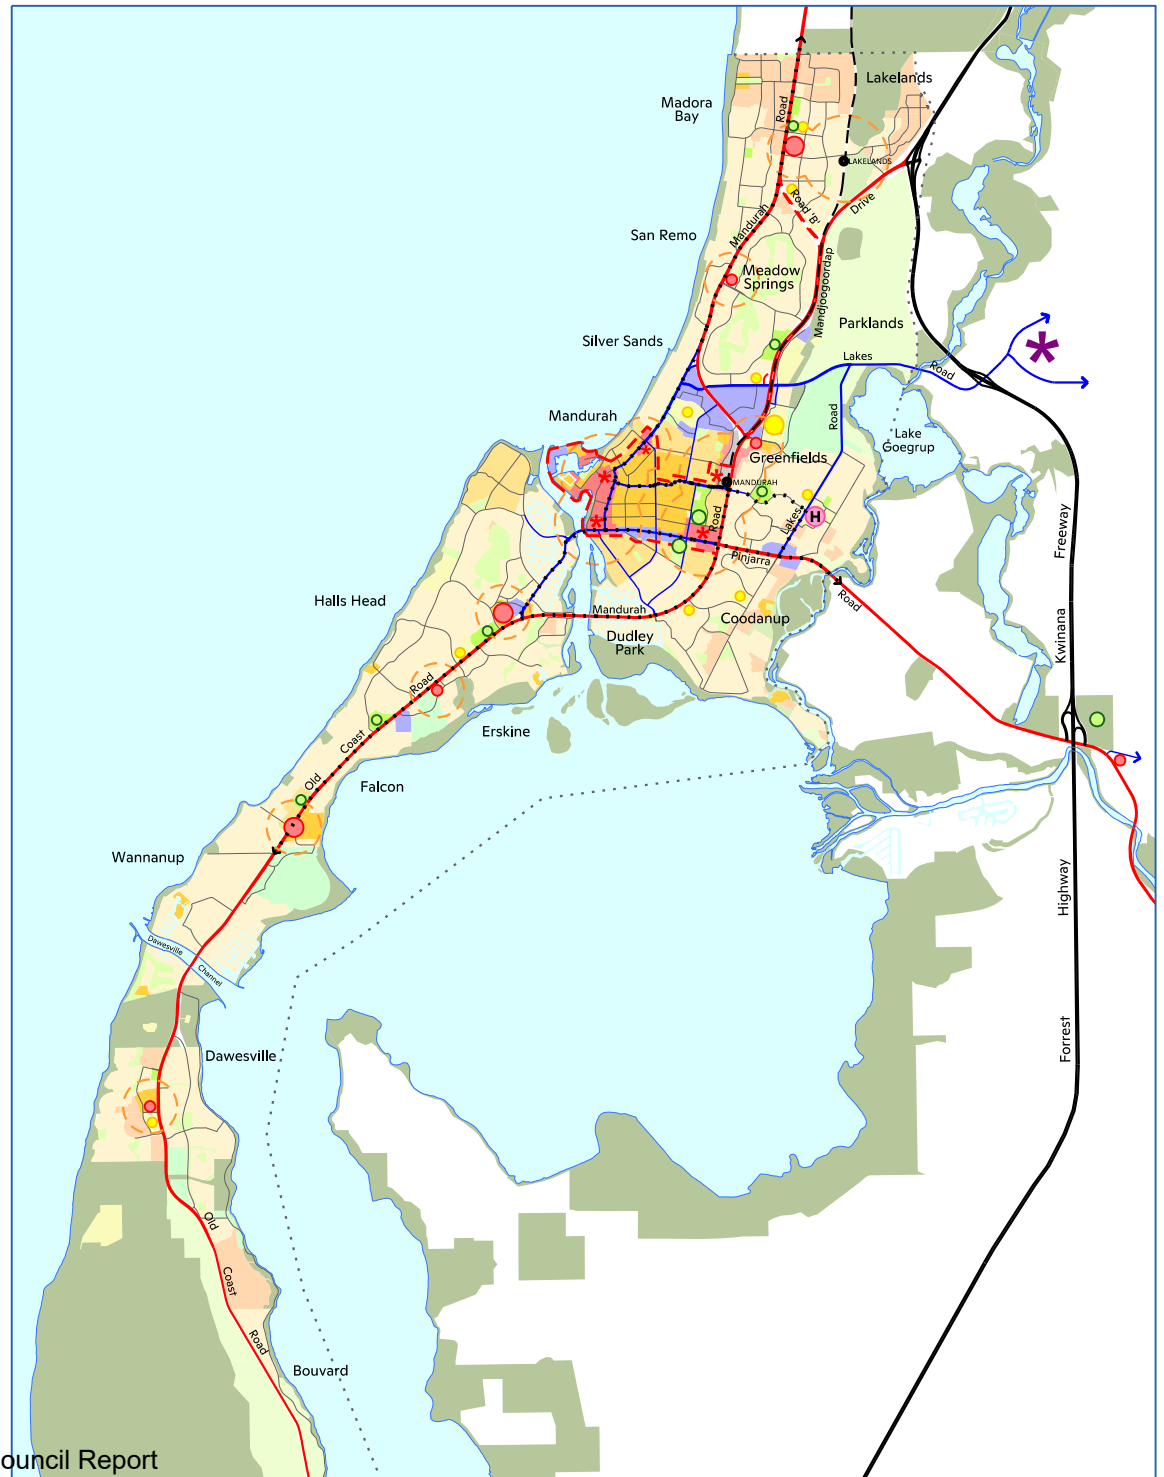 Lakelands
Madora
Bay
Road
LAKELANDS
Road 'B'
Drive
Mandurah
San Remo
Meadow
Springs
Mandjoogoordap
Parklands
Silver Sands
Lakes
Road
Mandurah
Road
Lake
Goegrup
Greenfields
MANDURAH
H
Road
Lakes
Freeway
Pinjarra
Road
Halls Head
Mandurah
Coodanup
Dudley
Park
Kwinana
Road
Erskine
Coast
Old
Falcon
Wannanup
Highway
Dawesville
Channel
Dawesville
Forrest
Old
Coast
Road
Bouvard
ouncil Report